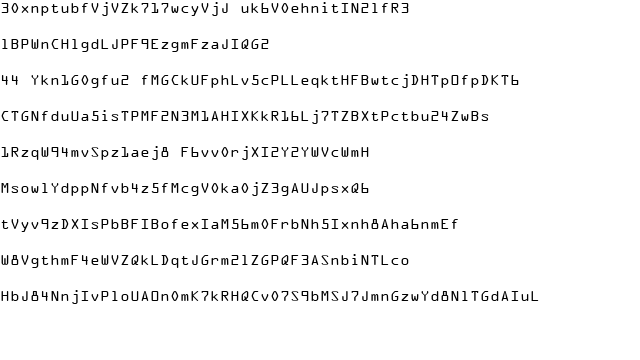 30xnptubfVjVZk717wcyVjJ uk6V0ehnitIN21fR3
1BPWnCH1gdLJPF9EzgmFzaJIQG2
44 Ykn1G0gfu2 fMGCkUFphLv5cPLLeqktHFBwtcjDHTpOfpDKT6
CTGNfduUa5isTPMF2N3M1AHIXKkR16Lj7TZBXtPctbu24ZwBs
1RzqW94mvSpz1aej8 F6vv0rjXI2Y2YWVcWmH
Msow1YdppNfvb4z5fMcgV0ka0jZ3gAUJpsxQ6
tVyv9zDXIsPbBFIBofexIaM56m0FrbNh5Ixnh8Aha6nmEf
W8VgthmF4eWVZQkLDqtJGrm21ZGPQF3ASnbiNTLco
HbJ84NnjIvP1oUAOn0mK7kRHQCv07S9bMSJ7JmnGzwYd8N1TGdAIuL